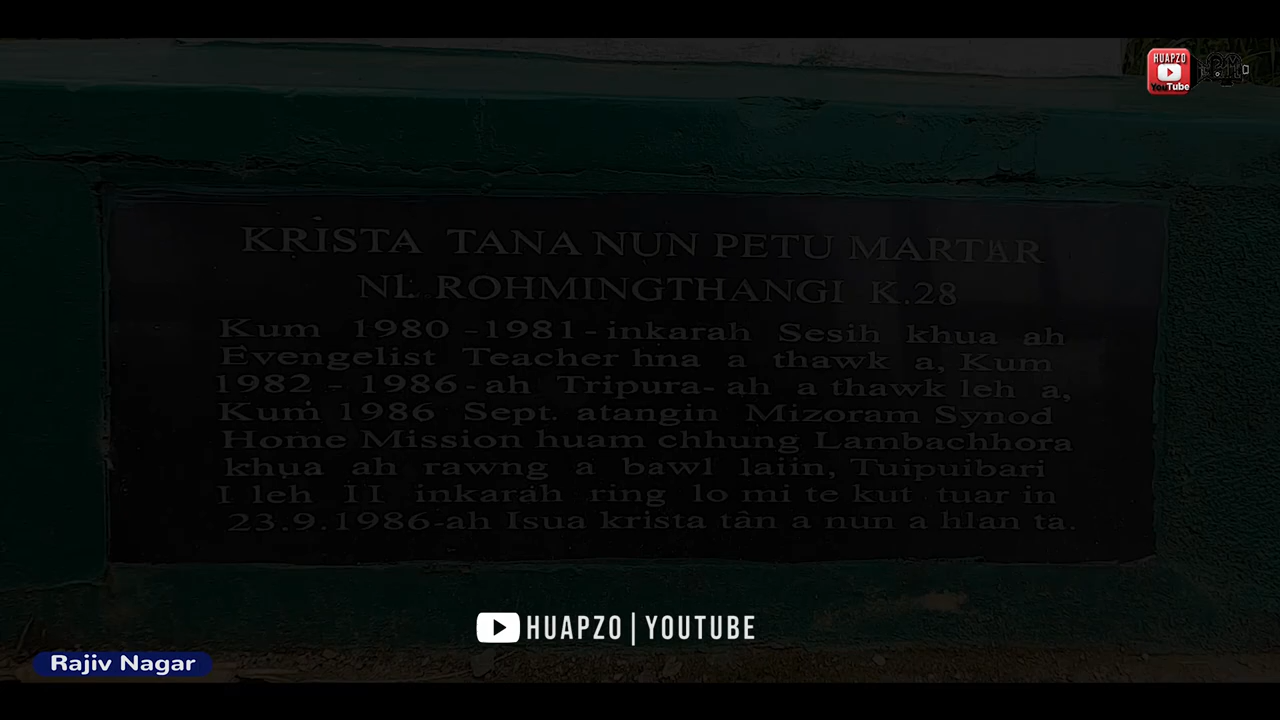 HUAPZO
YouTube
KRISTA TANA NUN PETU MARTAR
NL. ROHMINGTHANGI K.28
Kum 1980 -1981- inkarah Sesih khua ah
Evengelist Teacher hna a thawk a, Kum
1982 - 1986-ah Tripura- ah a thawk leh a,
Kum 1986 Sept. atangin Mizoram Synod
Home Mission huam chhung Lambachhora
khua ah rawng a bawl laiin, Tuipuibari
I leh II inkarah ring lo mi te kut tuar in
23.9.1986-ah Isua krista tân a nun a hlan ta.
HUAPZO | YOUTUBE
Rajiv Nagar